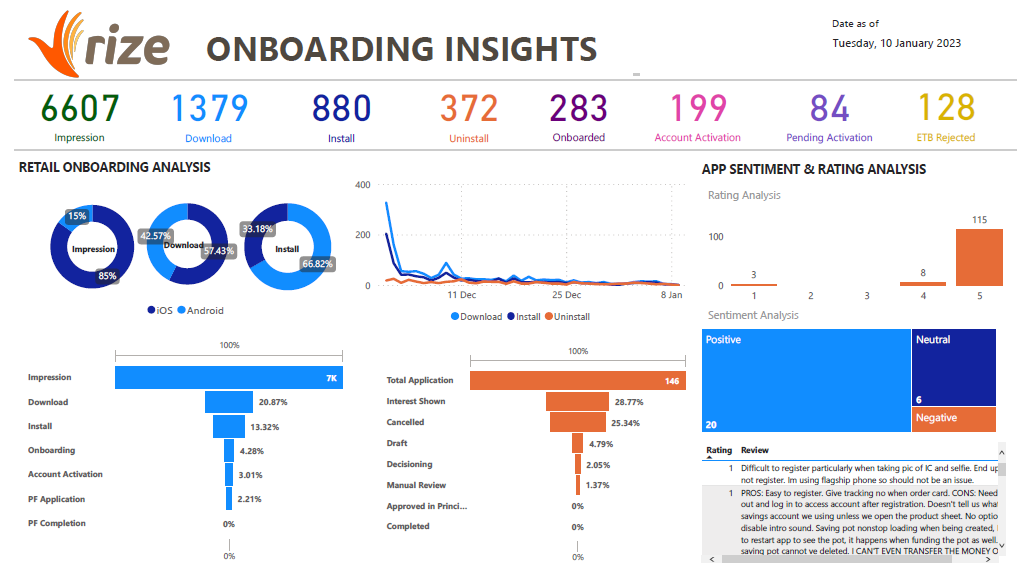 rize
ONBOARDING INSIGHTS
Date as of
Tuesday, 10 January 2023
6607
Impression
1379
Download
880
Install
372
Uninstall
283
Onboarded
199
Account Activation
84
Pending Activation
128
ETB Rejected
RETAIL ONBOARDING ANALYSIS
15%
Impression
85%
42.57%
Download
57.43%
33.18%
Install
66.82%
iOS Android
400
200
0
11 Dec 25 Dec 8 Jan
Download Install Uninstall
APP SENTIMENT & RATING ANALYSIS
Rating Analysis
100
0
3
8
115
1 2 3 4 5
Sentiment Analysis
Positive
20
Neutral
6
Negative
100%
Impression 7K
Download 20.87%
Install 13.32%
Onboarding 4.28%
Account Activation 3.01%
PF Application 2.21%
PF Completion 0%
0%
100%
Total Application 146
Interest Shown 28.77%
Cancelled 25.34%
Draft 4.79%
Decisioning 2.05%
Manual Review 1.37%
Approved in Princi... 0%
Completed 0%
0%
Rating Review
1 Difficult to register particularly when taking pic of IC and selfie. End up
not register. Im using flagship phone so should not be an issue.
1 PROS: Easy to register. Give tracking no when order card. CONS: Need
out and log in to access account after registration. Doesn't tell us what
savings account we using unless we open the product sheet. No optio
disable intro sound. Saving pot nonstop loading when being created,
to restart app to see the pot, it happens when funding the pot as well.
saving pot cannot ve deleted. I CAN'T EVEN TRANSFER THE MONEY O